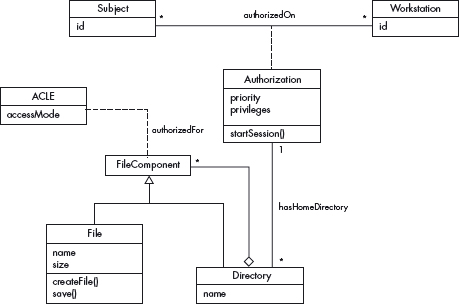 Subject
id
*
authorizedOn
*
Workstation
id
Authorization
priority
privileges
startSession()
1
ACLE
accessMode
authorizedFor
FileComponent
*
hasHomeDirectory
File
name
size
createFile()
save()
*
Directory
name